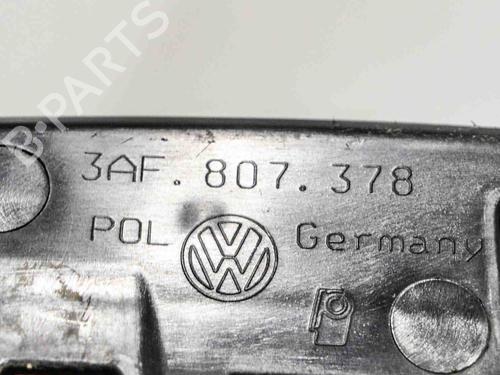 B-PARTS
3AF. 807. 378
POL
Germany